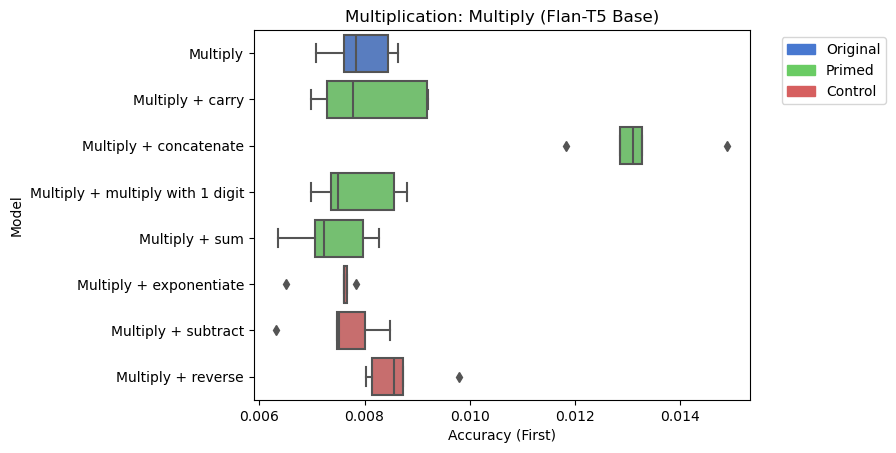 Multiplication: Multiply (Flan-T5 Base)
Multiply
Multiply + carry
Multiply + concatenate
Multiply + multiply with 1 digit
Multiply + sum
Multiply + exponentiate
Multiply + subtract
Multiply + reverse
Model
0.006 0.008 0.010 0.012 0.014
Accuracy (First)
Original
Primed
Control